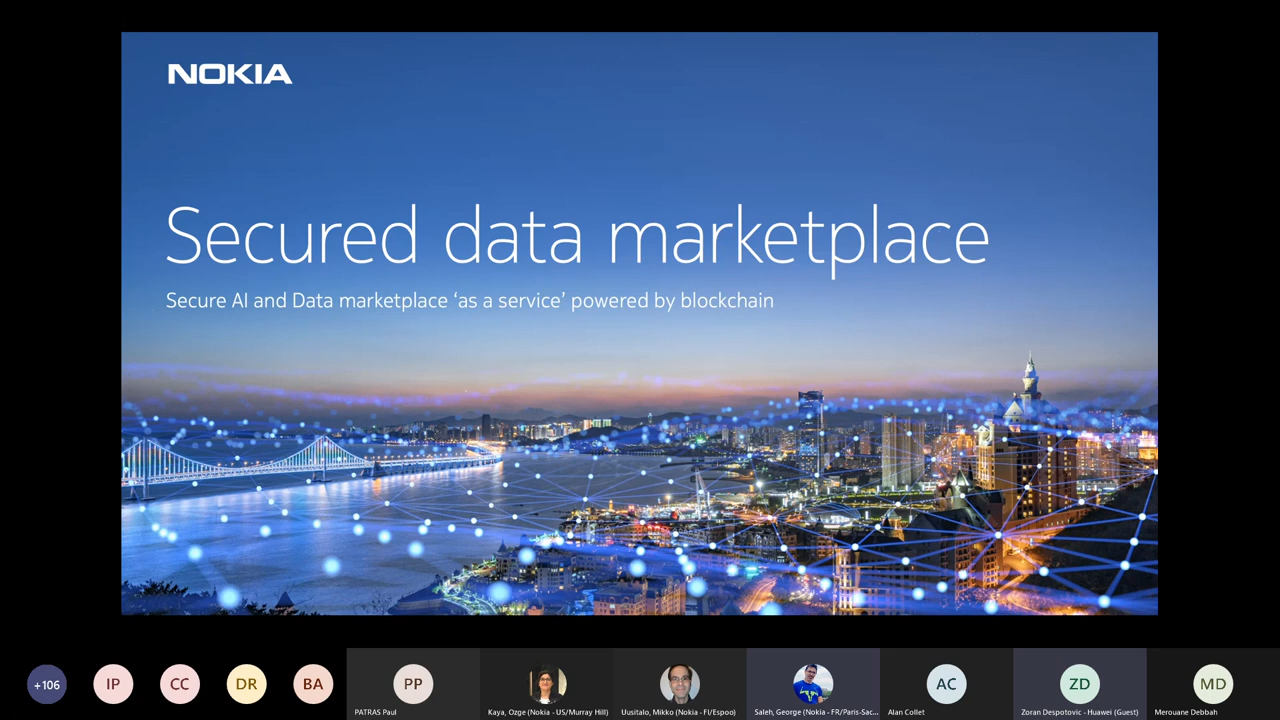 NOKIA
Secured data marketplace
Secure AI and Data marketplace ‘as a service’ powered by blockchain
+106
IP
CC
DR
BA
PP
AC
ZD
MD
PATRAS Paul
Kaya, Ozge (Nokia - US/Murray Hill)
Uusitalo, Mikko (Nokia - FI/Espoo)
Saleh, George (Nokia - FR/Paris-Sac...
Alan Collet
Zoran Despotovic - Huawei (Guest)
Merouane Debbah